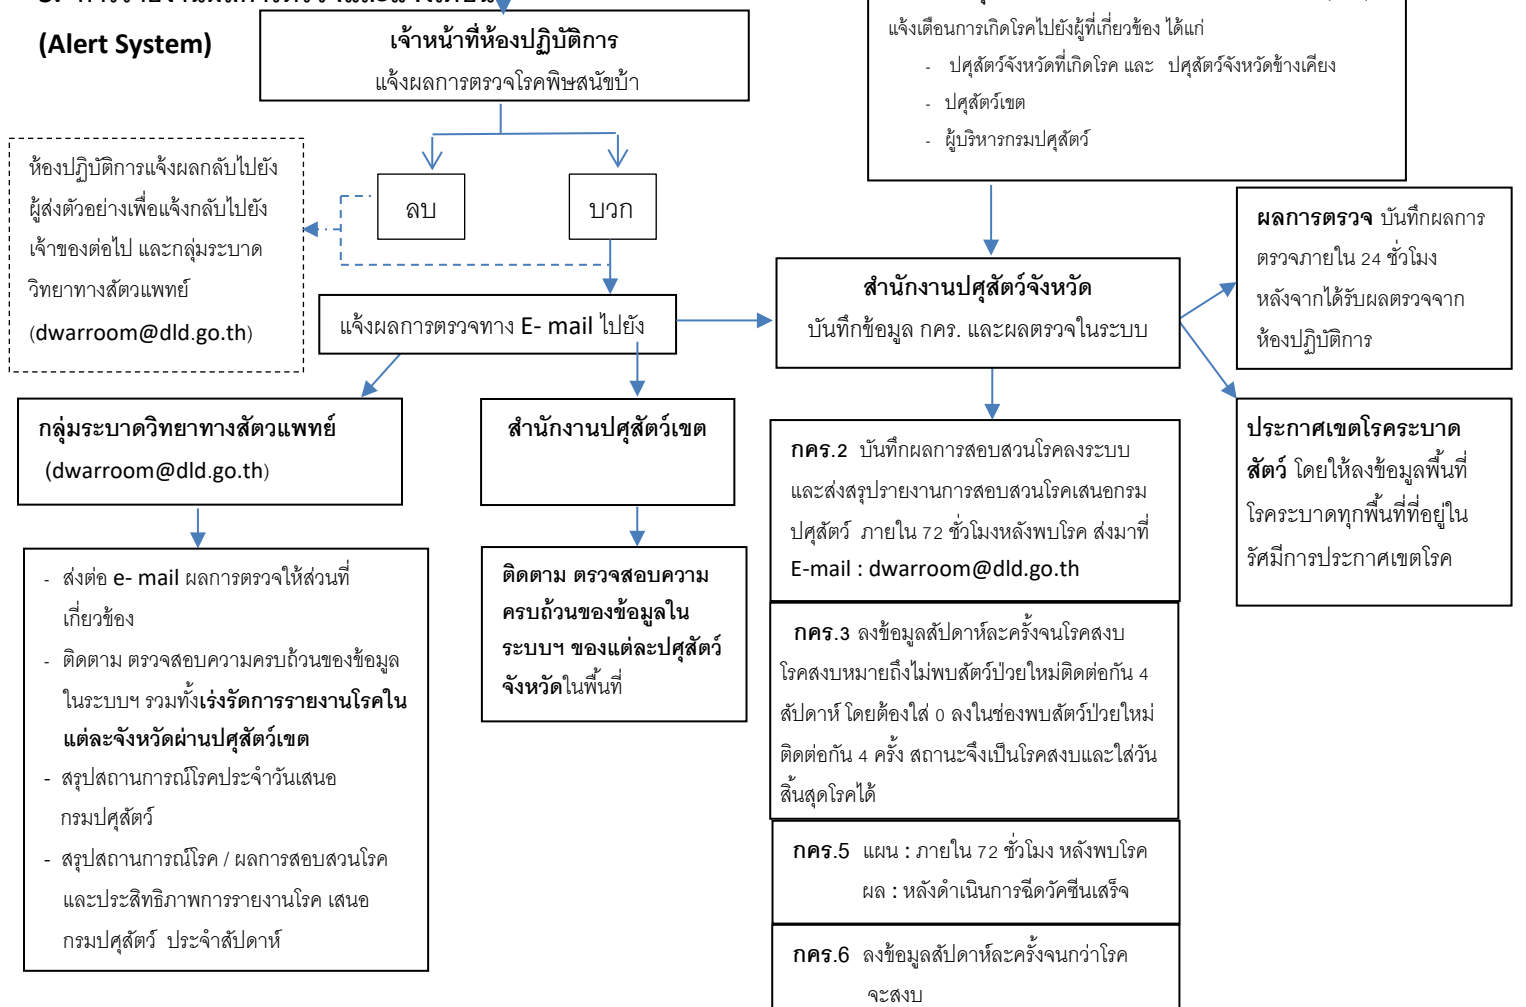 (Alert System)
เจ้าหน้าที่ห้องปฏิบัติการ
แจ้งผลการตรวจโรคพิษสนัขบ้า
แจ้งเตือนการเกิดโรคไปยังผู้ที่เกี่ยวข้อง ได้แก่
- ปศุสัตว์จังหวัดที่เกิดโรค และ ปศุสัตว์จังหวัดข้างเคียง
- ปศุสัตว์เขต
- ผู้บริหารกรมปศุสัตว์
ห้องปฏิบัติการแจ้งผลกลับไปยัง
ผู้ส่งตัวอย่างเพื่อแจ้งกลับไปยัง
เจ้าของต่อไป และกลุ่มระบาด
วิทยาทางสัตวแพทย์
(dwarroom@dld.go.th)
ลบ
บวก
แจ้งผลการตรวจทาง E- mail ไปยัง
สำนักงานปศุสัตว์จังหวัด
บันทึกข้อมูล กคร. และผลตรวจในระบบ
ผลการตรวจ บันทึกผลการ
ตรวจภายใน 24 ชั่วโมง
หลังจากได้รับผลตรวจจาก
ห้องปฏิบัติการ
กลุ่มระบาดวิทยาทางสัตวแพทย์
(dwarroom@dld.go.th)
สำนักงานปศุสัตว์เขต
กคร.2 บันทึกผลการสอบสวนโรคลงระบบ
และส่งสรุปรายงานการสอบสวนโรคเสนอกรม
ปศุสัตว์ ภายใน 72 ชั่วโมงหลังพบโรค ส่งมาที่
E-mail : dwarroom@dld.go.th
ประกาศเขตโรคระบาด
สัตว์ โดยให้ลงข้อมูลพื้นที่
โรคระบาดทุกพื้นที่ที่อยู่ใน
รัศมีการประกาศเขตโรค
- ส่งต่อ e- mail ผลการตรวจให้ส่วนที่
เกี่ยวข้อง
- ติดตาม ตรวจสอบความครบถ้วนของข้อมูล
ในระบบฯ รวมทั้งเร่งรัดการรายงานโรคใน
แต่ละจังหวัดผ่านปศุสัตว์เขต
- สรุปสถานการณ์โรคประจำวันเสนอ
กรมปศุสัตว์
- สรุปสถานการณ์โรค / ผลการสอบสวนโรค
และประสิทธิภาพการรายงานโรค เสนอ
กรมปศุสัตว์ ประจำสัปดาห์
ติดตาม ตรวจสอบความ
ครบถ้วนของข้อมูลใน
ระบบฯ ของแต่ละปศุสัตว์
จังหวัดในพื้นที่
กคร.3 ลงข้อมูลสัปดาห์ละครั้งจนโรคสงบ
โรคสงบหมายถึงไม่พบสัตว์ป่วยใหม่ติดต่อกัน 4
สัปดาห์ โดยต้องใส่ 0 ลงในช่องพบสัตว์ป่วยใหม่
ติดต่อกัน 4 ครั้ง สถานะจึงเป็นโรคสงบและใส่วัน
สิ้นสุดโรคได้
กคร.5 แผน : ภายใน 72 ชั่วโมง หลังพบโรค
ผล : หลังดำเนินการฉีดวัคซีนเสร็จ
กคร.6 ลงข้อมูลสัปดาห์ละครั้งจนกว่าโรค
จะสงบ